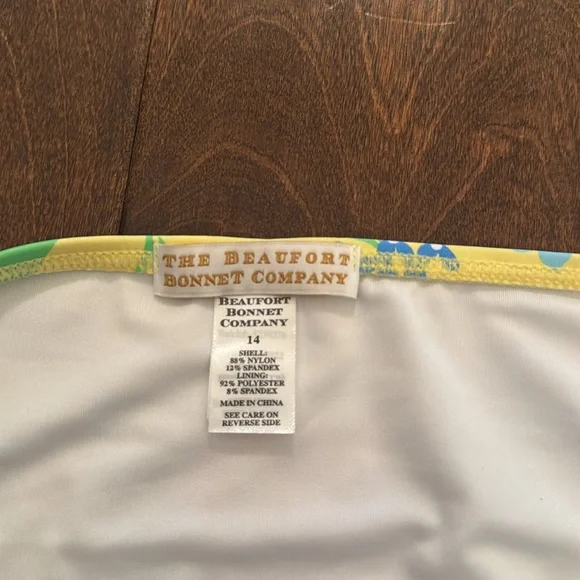 THE BEAUFORT
BONNET COMPANY
BEAUFORT
BONNET
COMPANY
14
SHELL:
88% NYLON
12% SPANDEX
LINING:
92% POLYESTER
8% SPANDEX
MADE IN CHINA
SEE CARE ON
REVERSE SIDE